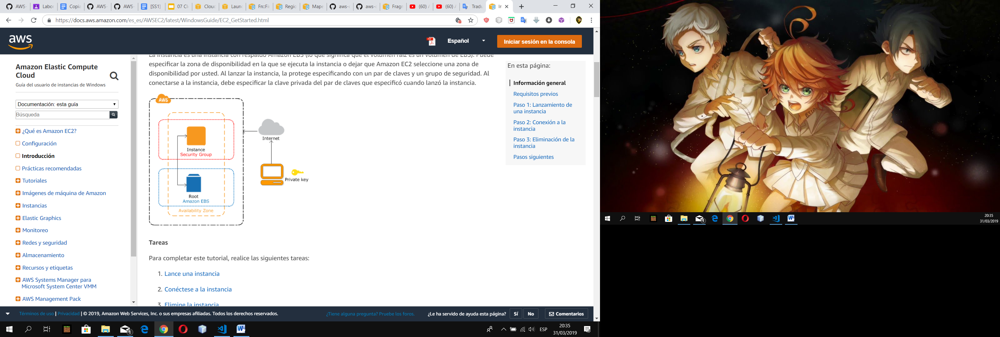 AWS-
Labor
Copia
AWS-
AWS-
[SS1]
07 Cl
Cloud
Launc
Fn::Fi
Regio
Mape
aws-c
aws-c
Fragr
(60) A
(60) A
Tradu
In
https://docs.aws.amazon.com/es_es/AWSEC2/latest/WindowsGuide/EC2_GetStarted.html
aws
PDF
Español
Iniciar sesión en la consola
Amazon Elastic Compute
Cloud
Guía del usuario de instancias de Windows
Documentación: esta guía
Búsqueda
¿Qué es Amazon EC2?
Configuración
Introducción
Prácticas recomendadas
Tutoriales
Imágenes de máquina de Amazon
Instancias
Elastic Graphics
Monitoreo
Redes y seguridad
Almacenamiento
Recursos y etiquetas
AWS Systems Manager para
Microsoft System Center VMM
AWS Management Pack
La instancia es una instancia con respaldo Amazon EBS (lo que significa que el volumen raíz es un volumen de EBS). Puede
especificar la zona de disponibilidad en la que se ejecuta la instancia o dejar que Amazon EC2 seleccione una zona de
disponibilidad por usted. Al lanzar la instancia, la protege especificando con un par de claves y un grupo de seguridad. Al
conectarse a la instancia, debe especificar la clave privada del par de claves que especificó cuando lanzó la instancia.
AWS
Instance
Security Group
Root
Amazon EBS
Availability Zone
Internet
Private key
Tareas
Para completar este tutorial, realice las siguientes tareas:
1. Lance una instancia
2. Conéctese a la instancia
3. Elimine la instancia
En esta página:
Información general
Requisitos previos
Paso 1: Lanzamiento de
una instancia
Paso 2: Conexión a la
instancia
Paso 3: Eliminación de la
instancia
Pasos siguientes
Términos de uso | Privacidad | © 2019, Amazon Web Services, Inc. o sus empresas afiliadas. Todos los derechos reservados.
¿Tiene alguna pregunta? Pruebe los foros.
¿Le ha servido de ayuda esta página?
Sí
No
Comentarios
1
ESP
20:35
31/03/2019
22194
63194
1
20:35
31/03/2019